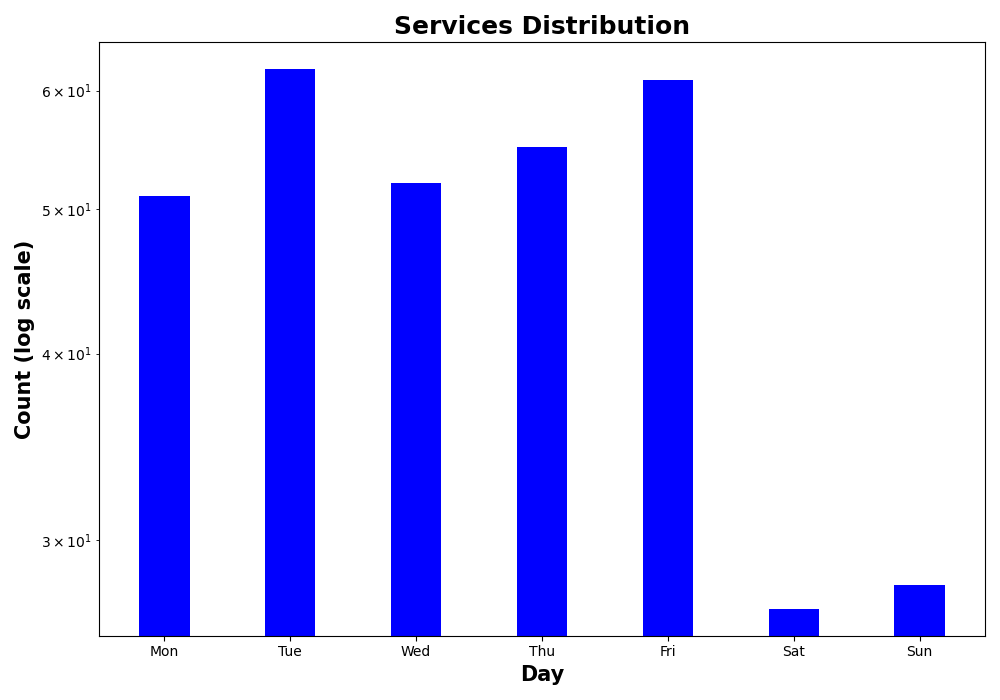 Services Distribution
Count (log scale)
6 × 10¹
5 × 10¹
4 × 10¹
3 × 10¹
Mon Tue Wed Thu Fri Sat Sun
Day